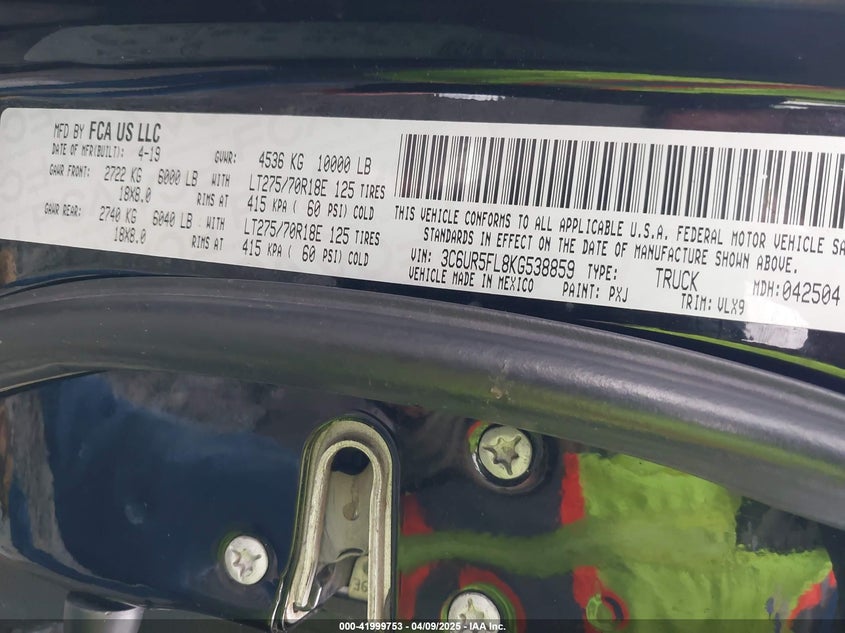 MFD BY FCA US LLC
DATE OF MFR(BUILT): 4-19 GVWR: 4536 KG 10000 LB
GAWR FRONT: 2722 KG 6000 LB WITH LT275/70R18E 125 TIRES
18X8.0 RIMS AT 415 KPA ( 60 PSI) COLD
GAWR REAR: 2740 KG 6040 LB WITH LT275/70R18E 125 TIRES
18X8.0 RIMS AT 415 KPA ( 60 PSI) COLD
THIS VEHICLE CONFORMS TO ALL APPLICABLE U.S.A. FEDERAL MOTOR VEHICLE SA
STANDARDS IN EFFECT ON THE DATE OF MANUFACTURE SHOWN ABOVE.
VIN: 3C6UR5FL8KG538859 TYPE: TRUCK MDH:042504
VEHICLE MADE IN MEXICO PAINT: PXJ TRIM: VLX9
000-41999753 - 04/09/2025 - IAA Inc.